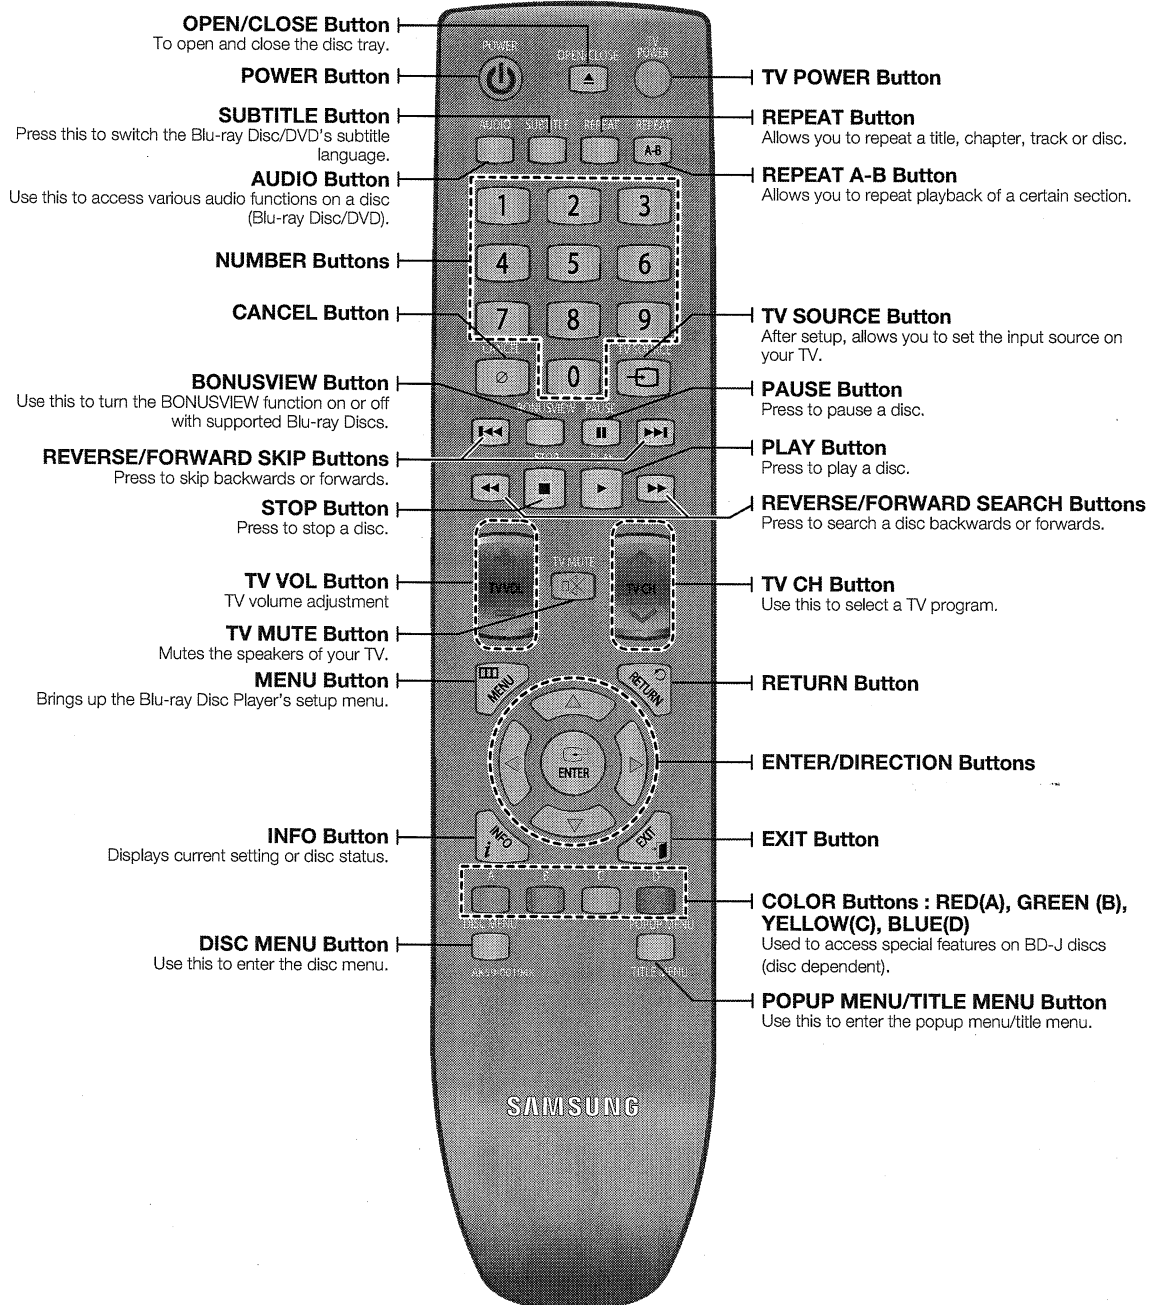 OPEN/CLOSE Button
To open and close the disc tray.
POWER Button
SUBTITLE Button
Press this to switch the Blu-ray Disc/DVD's subtitle
language.
AUDIO Button
Use this to access various audio functions on a disc
(Blu-ray Disc/DVD).
NUMBER Buttons
CANCEL Button
BONUSVIEW Button
Use this to turn the BONUSVIEW function on or off
with supported Blu-ray Discs.
REVERSE/FORWARD SKIP Buttons
Press to skip backwards or forwards.
STOP Button
Press to stop a disc.
TV VOL Button
TV volume adjustment
TV MUTE Button
Mutes the speakers of your TV.
MENU Button
Brings up the Blu-ray Disc Player's setup menu.
INFO Button
Displays current setting or disc status.
DISC MENU Button
Use this to enter the disc menu.
POWER
OPEN/CLOSE
TV
POWER
AUDIO SUBTITLE REPEAT REPEAT
A-B
1 2 3
4 5 6
7 8 9
CANCEL TV SOURCE
0
BONUSVIEW PAUSE
STOP PLAY
TV VOL
TV MUTE
TV CH
MENU
RETURN
ENTER
INFO
i
EXIT
A B C D
DISC MENU POPUP MENU
TITLE MENU
SAMSUNG
TV POWER Button
REPEAT Button
Allows you to repeat a title, chapter, track or disc.
REPEAT A-B Button
Allows you to repeat playback of a certain section.
TV SOURCE Button
After setup, allows you to set the input source on
your TV.
PAUSE Button
Press to pause a disc.
PLAY Button
Press to play a disc.
REVERSE/FORWARD SEARCH Buttons
Press to search a disc backwards or forwards.
TV CH Button
Use this to select a TV program.
RETURN Button
ENTER/DIRECTION Buttons
EXIT Button
COLOR Buttons : RED(A), GREEN (B),
YELLOW(C), BLUE(D)
Used to access special features on BD-J discs
(disc dependent).
POPUP MENU/TITLE MENU Button
Use this to enter the popup menu/title menu.